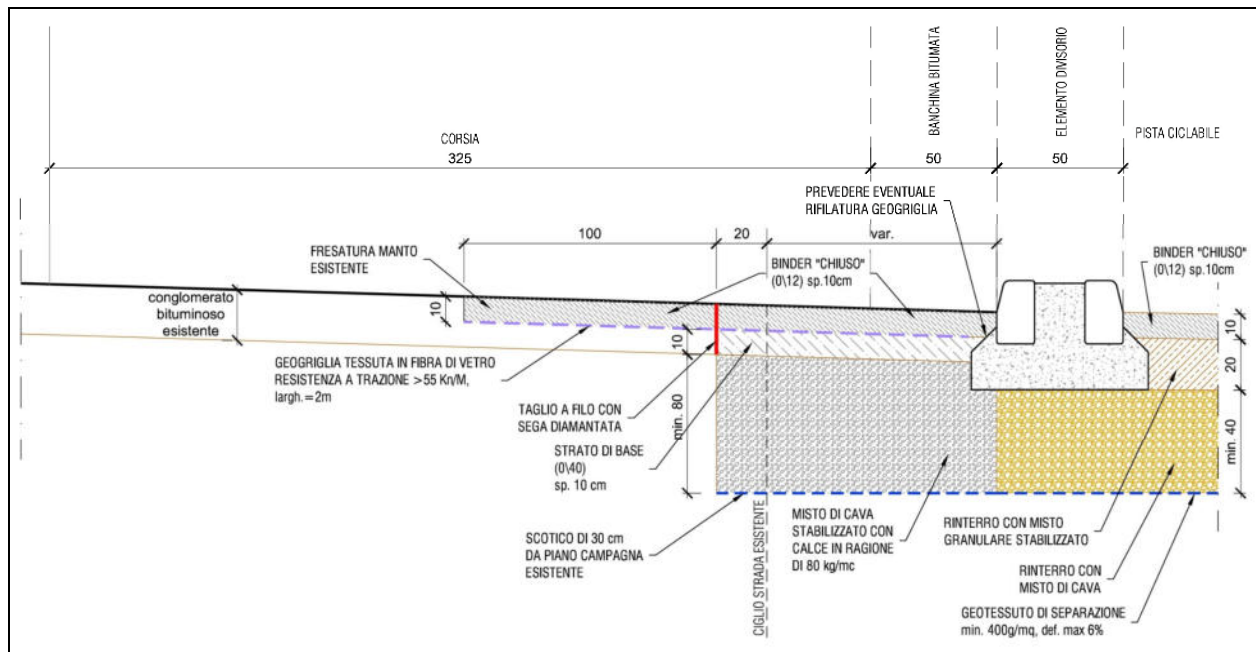 BANCHINA BITUMATA
ELEMENTO DIVISORIO
CORSIA
325
50
50
PISTA CICLABILE
PREVEDERE EVENTUALE
RIFILATURA GEOGRIGLIA
100
20
var.
FRESATURA MANTO
ESISTENTE
BINDER "CHIUSO"
(0\12) sp.10cm
BINDER "CHIUSO"
(0\12) sp.10cm
conglomerato
bituminoso
esistente
10
10
10
20
GEOGRIGLIA TESSUTA IN FIBRA DI VETRO
RESISTENZA A TRAZIONE >55 Kn/M,
largh.=2m
TAGLIO A FILO CON
SEGA DIAMANTATA
min. 80
min. 40
STRATO DI BASE
(0\40)
sp. 10 cm
SCOTICO DI 30 cm
DA PIANO CAMPAGNA
ESISTENTE
CIGLIO STRADA ESISTENTE
MISTO DI CAVA
STABILIZZATO CON
CALCE IN RAGIONE
DI 80 kg/mc
RINTERRO CON MISTO
GRANULARE STABILIZZATO
RINTERRO CON
MISTO DI CAVA
GEOTESSUTO DI SEPARAZIONE
min. 400g/mq, def. max 6%